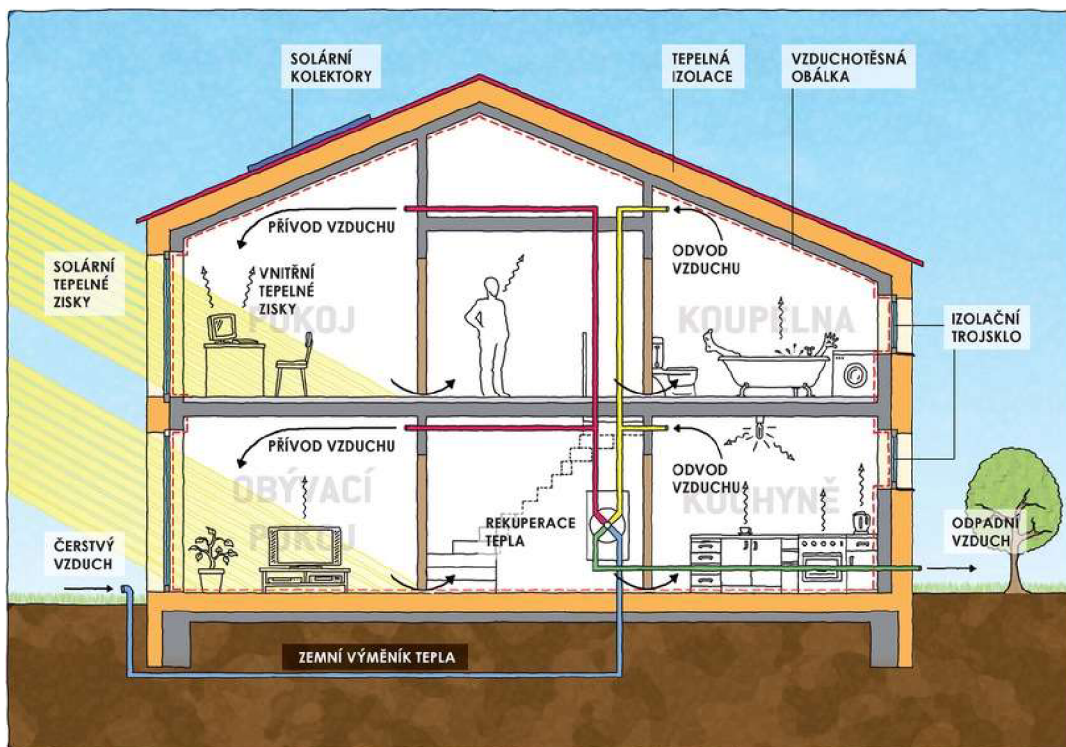 SOLÁRNÍ
KOLEKTORY
TEPELNÁ
IZOLACE
VZDUCHOTĚSNÁ
OBÁLKA
PŘÍVOD VZDUCHU
ODVOD
VZDUCHU
SOLÁRNÍ
TEPELNÉ
ZISKY
VNITŘNÍ
TEPELNÉ
ZISKY
POKOJ
KOUPELNA
IZOLAČNÍ
TROJSKLO
PŘÍVOD VZDUCHU
ODVOD
VZDUCHU
OBÝVACÍ
POKOJ
KUCHYNĚ
REKUPERACE
TEPLA
ČERSTVÝ
VZDUCH
ODPADNÍ
VZDUCH
ZEMNÍ VÝMĚNÍK TEPLA